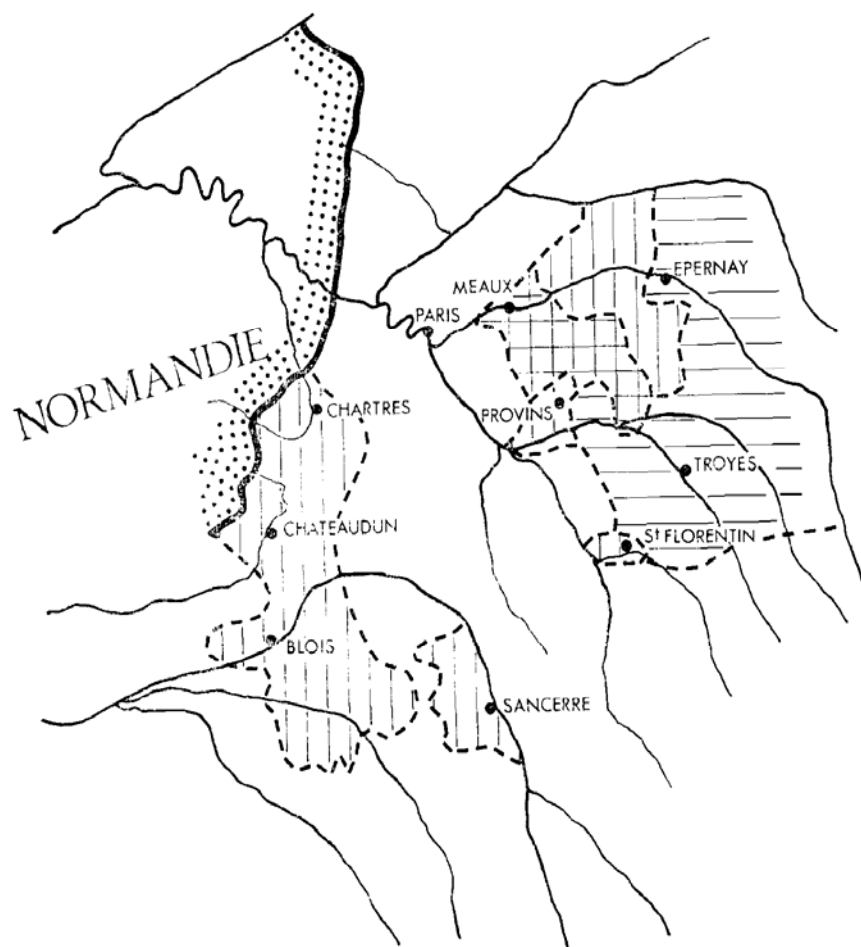 EPERNAY
MEAUX
PARIS
NORMANDIE
CHARTRES
PROVINS
TROYES
CHATEAUDUN
St FLORENTIN
BLOIS
SANCERRE